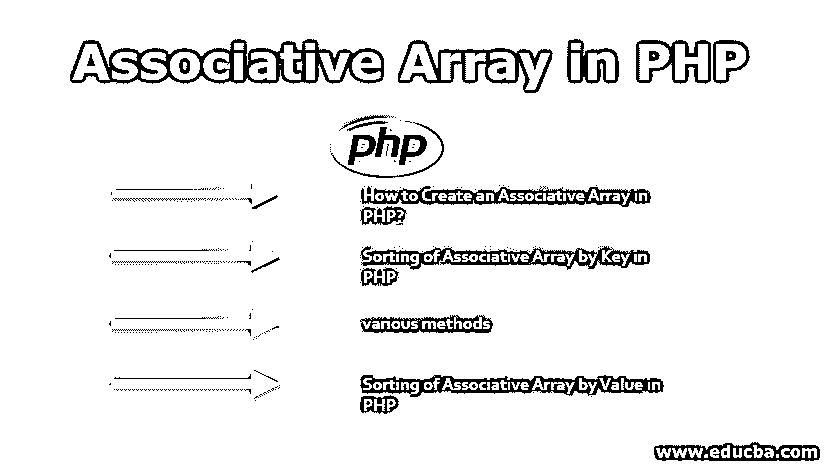 Associative Array in PHP
php
How to Create an Associative Array in
PHP?
Sorting of Associative Array by Key in
PHP
various methods
Sorting of Associative Array by Value in
PHP
www.educba.com